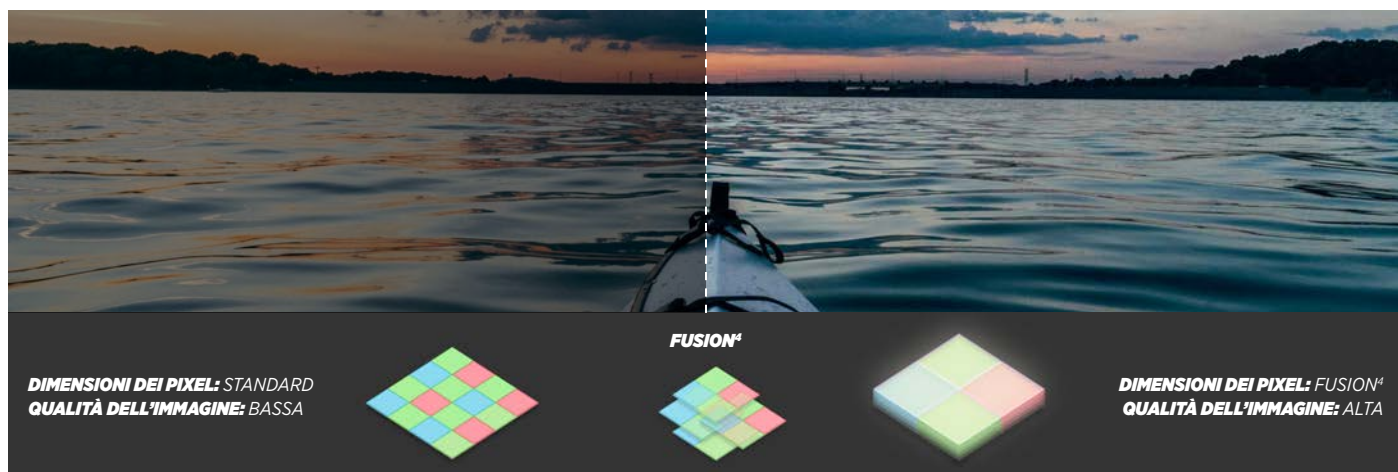 FUSION⁴
DIMENSIONI DEI PIXEL: STANDARD
QUALITÀ DELL'IMMAGINE: BASSA
DIMENSIONI DEI PIXEL: FUSION⁴
QUALITÀ DELL'IMMAGINE: ALTA